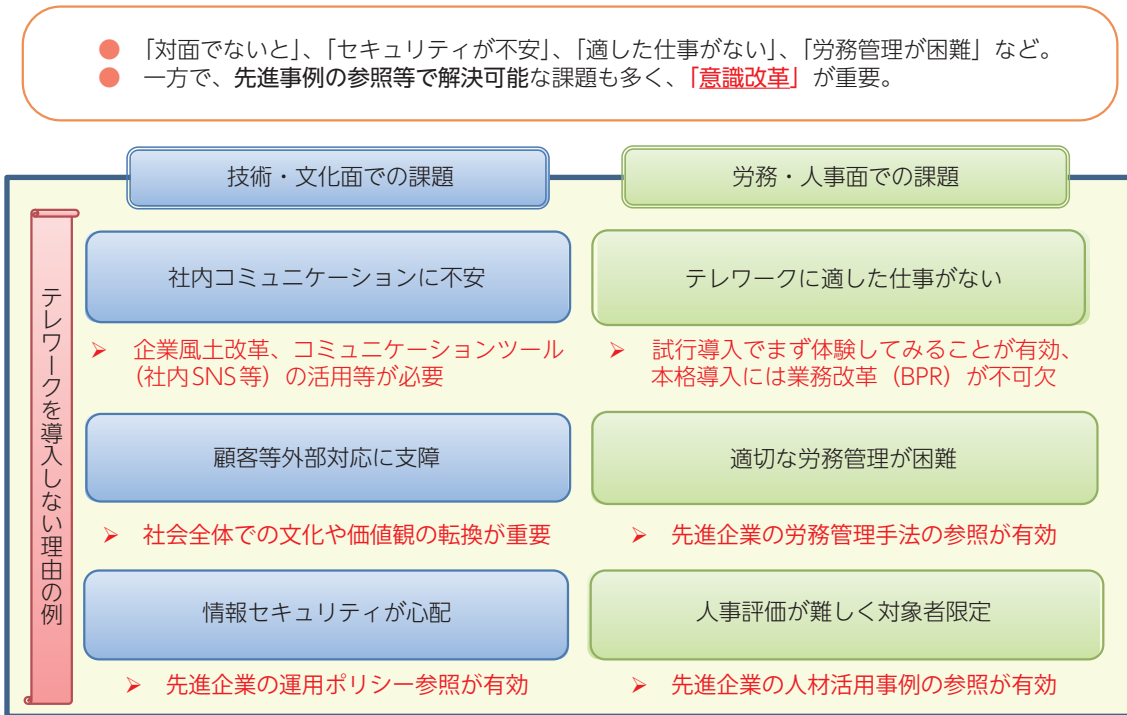 ● 「対面でないと」、「セキュリティが不安」、「適した仕事がない」、「労務管理が困難」など。
● 一方で、先進事例の参照等で解決可能な課題も多く、「意識改革」が重要。
テレワークを導入しない理由の例
技術・文化面での課題
社内コミュニケーションに不安
➢ 企業風土改革、コミュニケーションツール
(社内SNS等)の活用等が必要
顧客等外部対応に支障
➢ 社会全体での文化や価値観の転換が重要
情報セキュリティが心配
➢ 先進企業の運用ポリシー参照が有効
労務・人事面での課題
テレワークに適した仕事がない
➢ 試行導入でまず体験してみることが有効、
本格導入には業務改革(BPR)が不可欠
適切な労務管理が困難
➢ 先進企業の労務管理手法の参照が有効
人事評価が難しく対象者限定
➢ 先進企業の人材活用事例の参照が有効